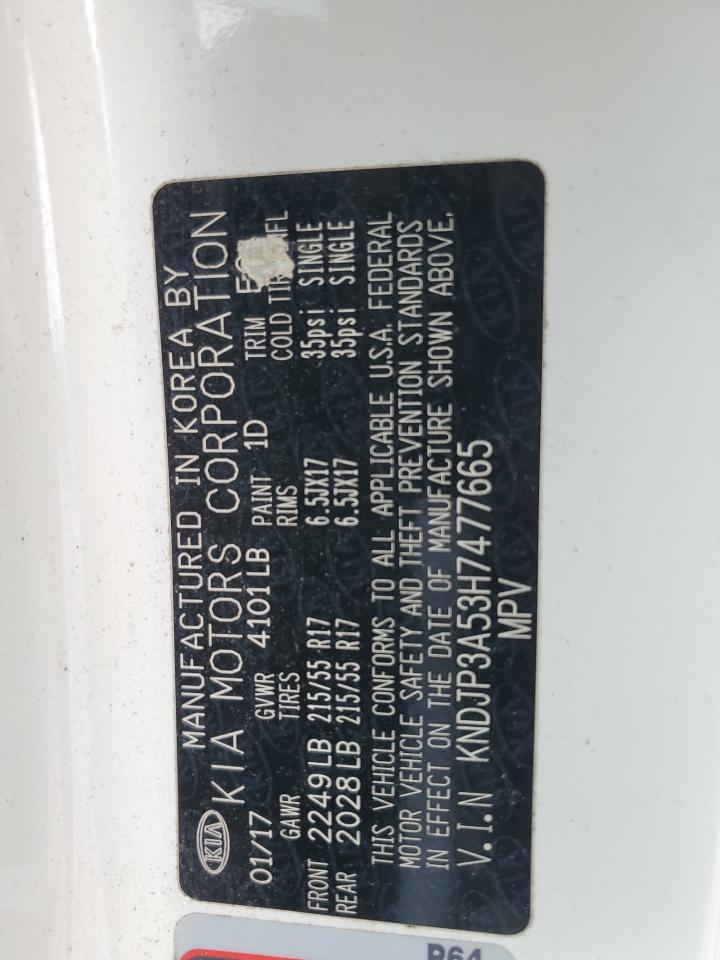 MANUFACTURED IN KOREA BY
KIA KIA MOTORS CORPORATION
01/17 GVWR 4101LB PAINT 1D TRIM
GAWR TIRES RIMS COLD
FRONT 2249LB 215/55 R17 6.5JX17 35psi SINGLE
REAR 2028LB 215/55 R17 6.5JX17 35psi SINGLE
THIS VEHICLE CONFORMS TO ALL APPLICABLE U.S.A. FEDERAL
MOTOR VEHICLE SAFETY AND THEFT PREVENTION STANDARDS
IN EFFECT ON THE DATE OF MANUFACTURE SHOWN ABOVE.
V.I.N KNDJP3A53H7477665
MPV